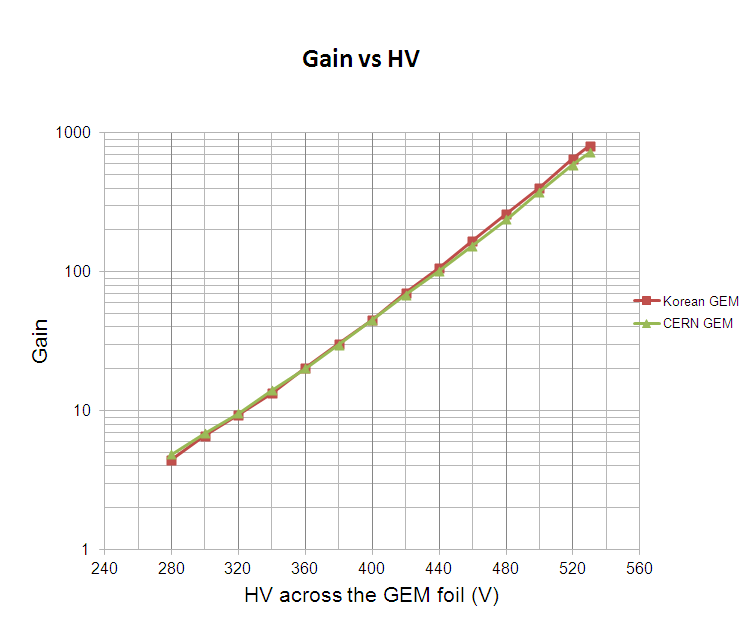 Gain vs HV
1000
100
10
1
Gain
240 280 320 360 400 440 480 520 560
HV across the GEM foil (V)
Korean GEM
CERN GEM